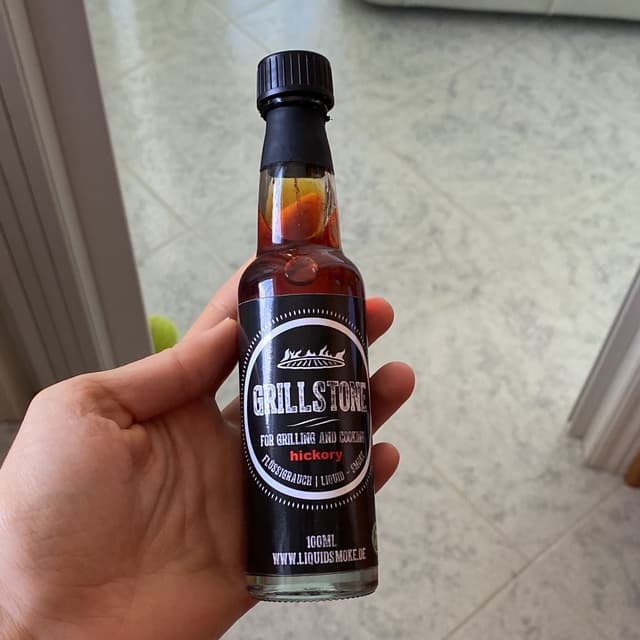 GRILLSTONE
FOR GRILLING AND COOKING
hickory
FLÜSSIGRAUCH | LIQUID - SMOKE
100ML
WWW.LIQUIDSMOKE.DE